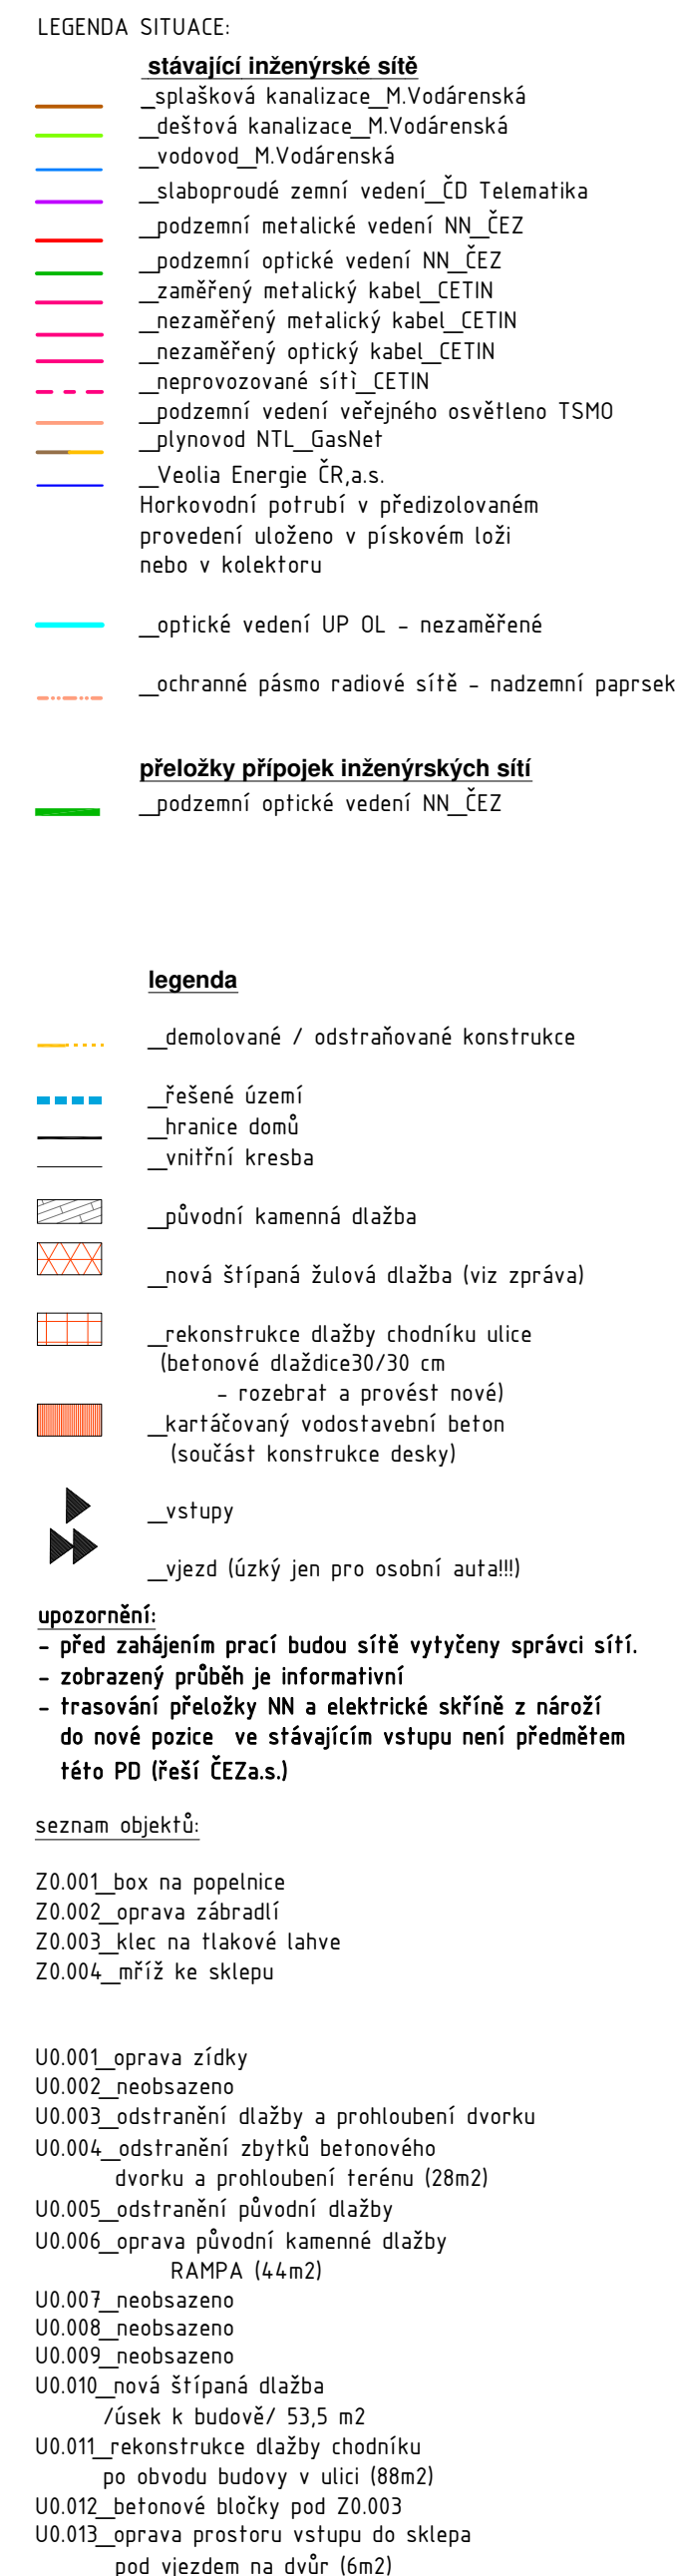 LEGENDA SITUACE:
stávající inženýrské sítě
_splašková kanalizace_M.Vodárenská
_dešťová kanalizace_M.Vodárenská
_vodovod_M.Vodárenská
_slaboproudé zemní vedení_ČD Telematika
_podzemní metalické vedení NN_ČEZ
_podzemní optické vedení NN_ČEZ
_zaměřený metalický kabel_CETIN
_nezaměřený metalický kabel_CETIN
_nezaměřený optický kabel_CETIN
_neprovozované sítì_CETIN
_podzemní vedení veřejného osvětleno TSMO
_plynovod NTL_GasNet
_Veolia Energie ČR,a.s.
Horkovodní potrubí v předizolovaném
provedení uloženo v pískovém loži
nebo v kolektoru
_optické vedení UP OL - nezaměřené
_ochranné pásmo radiové sítě - nadzemní paprsek
přeložky přípojek inženýrských sítí
_podzemní optické vedení NN_ČEZ
legenda
_demolované / odstraňované konstrukce
_řešené území
_hranice domů
_vnitřní kresba
_původní kamenná dlažba
_nová štípaná žulová dlažba (viz zpráva)
_rekonstrukce dlažby chodníku ulice
(betonové dlaždice30/30 cm
- rozebrat a provést nové)
_kartáčovaný vodostavební beton
(součást konstrukce desky)
_vstupy
_vjezd (úzký jen pro osobní auta!!!)
upozornění:
- před zahájením prací budou sítě vytyčeny správci sítí.
- zobrazený průběh je informativní
- trasování přeložky NN a elektrické skříně z nároží
do nové pozice ve stávajícím vstupu není předmětem
této PD (řeší ČEZa.s.)
seznam objektů:
Z0.001_box na popelnice
Z0.002_oprava zábradlí
Z0.003_klec na tlakové lahve
Z0.004_mříž ke sklepu
U0.001_oprava zídky
U0.002_neobsazeno
U0.003_odstranění dlažby a prohloubení dvorku
U0.004_odstranění zbytků betonového
dvorku a prohloubení terénu (28m2)
U0.005_odstranění původní dlažby
U0.006_oprava původní kamenné dlažby
RAMPA (44m2)
U0.007_neobsazeno
U0.008_neobsazeno
U0.009_neobsazeno
U0.010_nová štípaná dlažba
/úsek k budově/ 53,5 m2
U0.011_rekonstrukce dlažby chodníku
po obvodu budovy v ulici (88m2)
U0.012_betonové bločky pod Z0.003
U0.013_oprava prostoru vstupu do sklepa
pod vjezdem na dvůr (6m2)